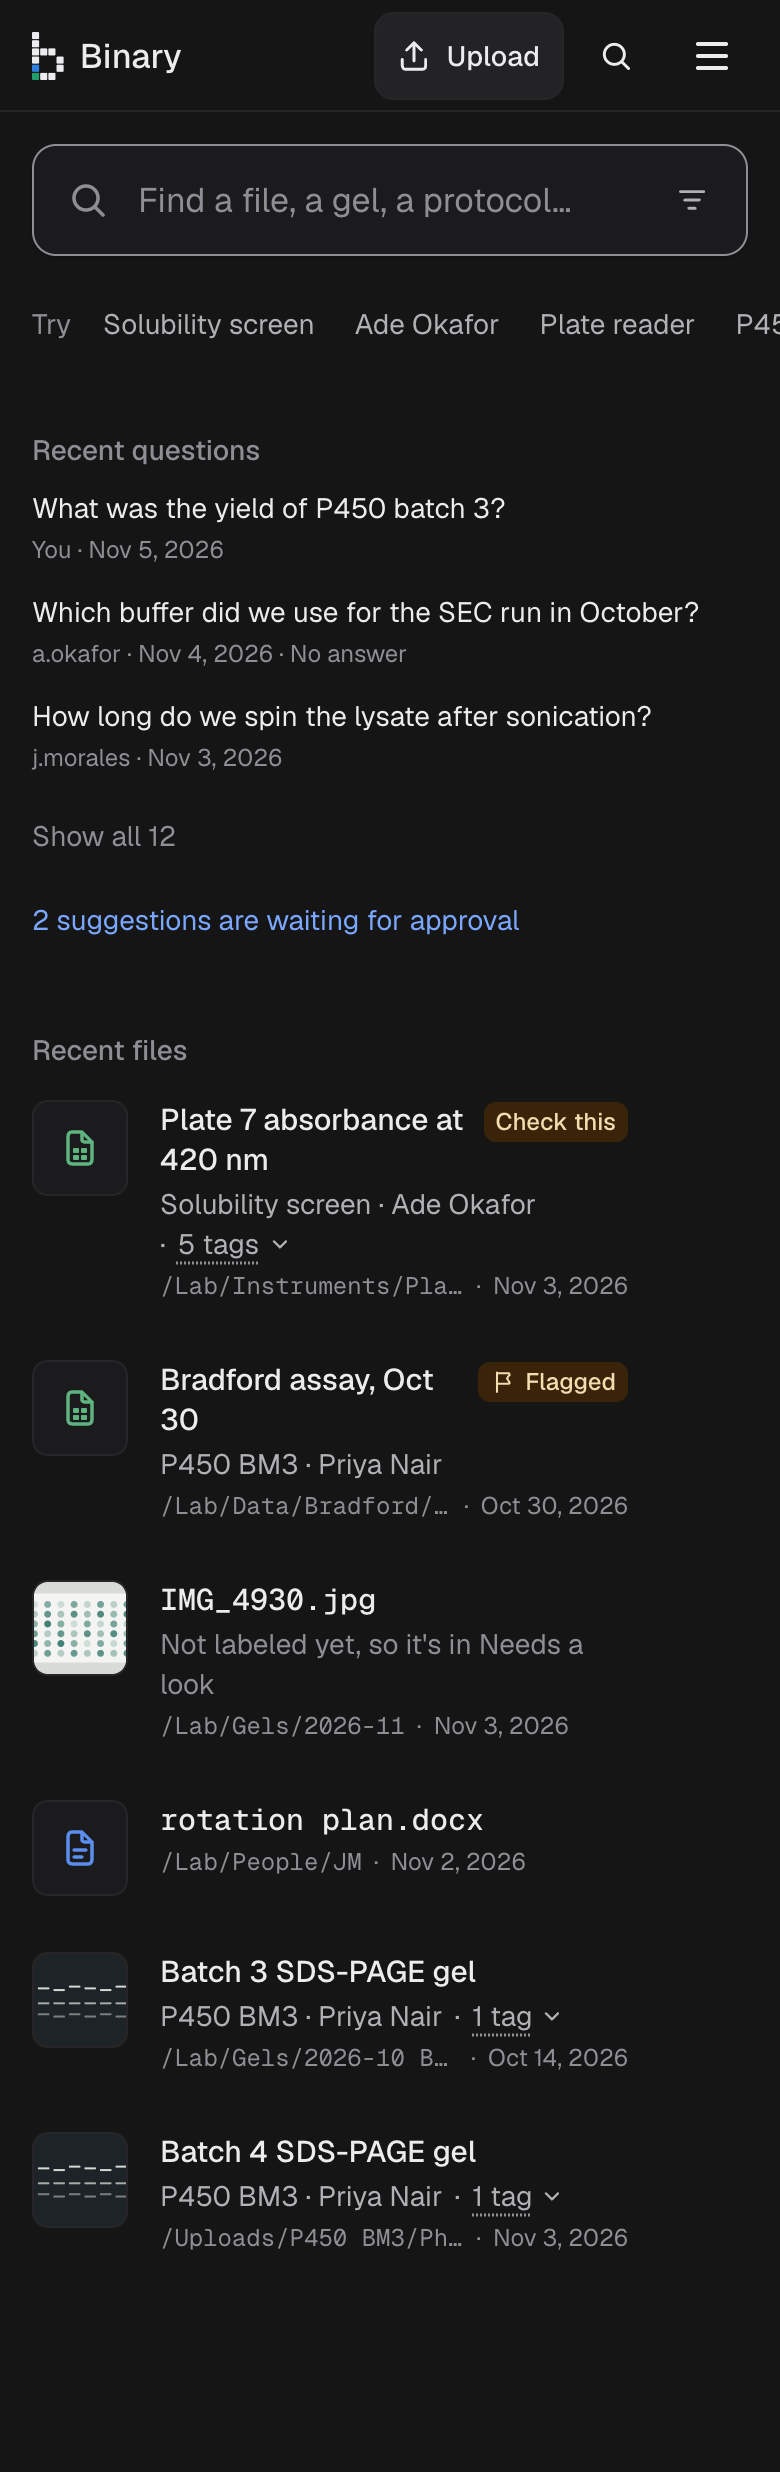 Binary
Upload
Find a file, a gel, a protocol...
Try Solubility screen Ade Okafor Plate reader P45
Recent questions
What was the yield of P450 batch 3?
You · Nov 5, 2026
Which buffer did we use for the SEC run in October?
a.okafor · Nov 4, 2026 · No answer
How long do we spin the lysate after sonication?
j.morales · Nov 3, 2026
Show all 12
2 suggestions are waiting for approval
Recent files
Plate 7 absorbance at Check this
420 nm
Solubility screen · Ade Okafor
· 5 tags
/Lab/Instruments/Pla… · Nov 3, 2026
Bradford assay, Oct Flagged
30
P450 BM3 · Priya Nair
/Lab/Data/Bradford/… · Oct 30, 2026
IMG_4930.jpg
Not labeled yet, so it's in Needs a
look
/Lab/Gels/2026-11 · Nov 3, 2026
rotation plan.docx
/Lab/People/JM · Nov 2, 2026
Batch 3 SDS-PAGE gel
P450 BM3 · Priya Nair · 1 tag
/Lab/Gels/2026-10 B… · Oct 14, 2026
Batch 4 SDS-PAGE gel
P450 BM3 · Priya Nair · 1 tag
/Uploads/P450 BM3/Ph… · Nov 3, 2026